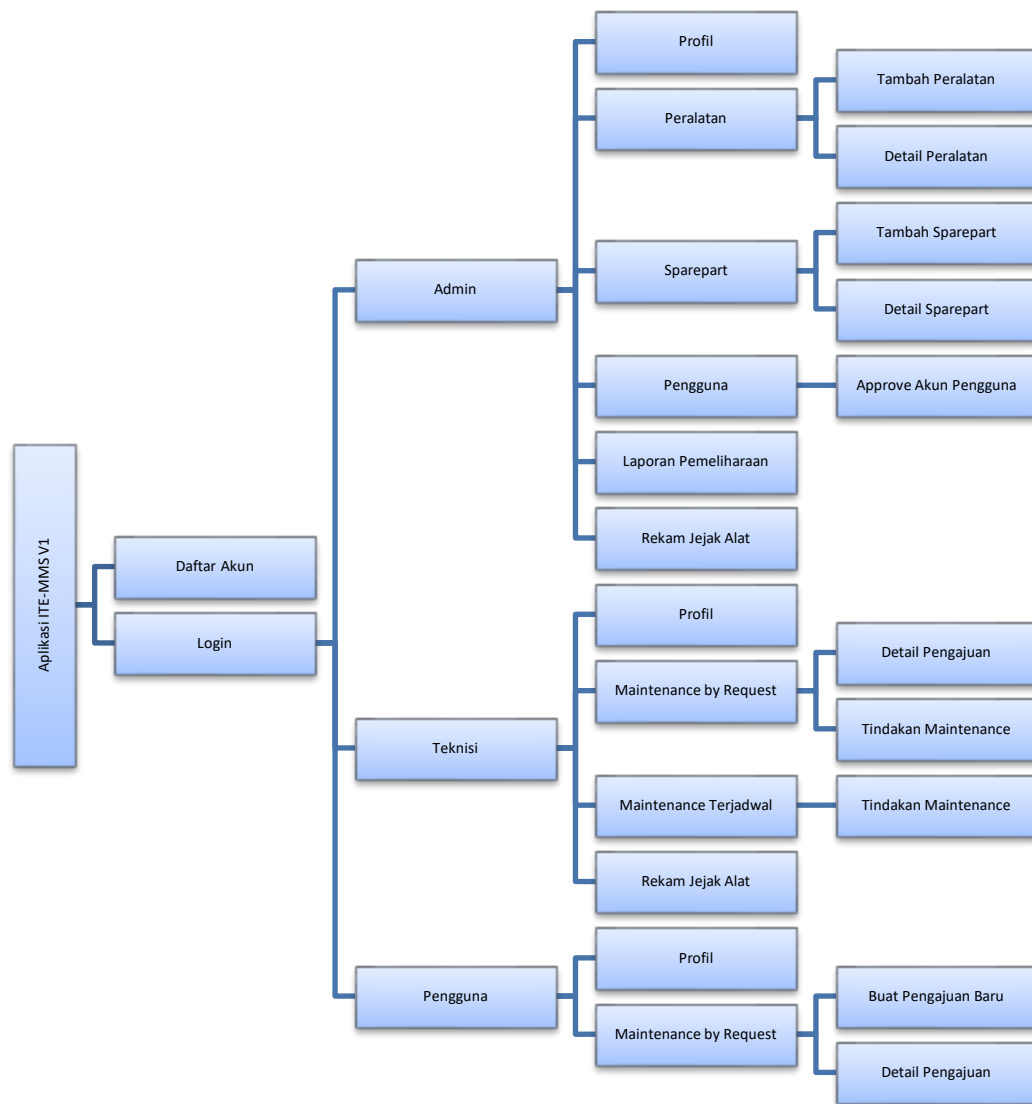 Aplikasi ITE-MMS V1
Daftar Akun
Login
Admin
Profil
Peralatan
Tambah Peralatan
Detail Peralatan
Sparepart
Tambah Sparepart
Detail Sparepart
Pengguna
Approve Akun Pengguna
Laporan Pemeliharaan
Rekam Jejak Alat
Teknisi
Profil
Maintenance by Request
Detail Pengajuan
Tindakan Maintenance
Maintenance Terjadwal
Tindakan Maintenance
Rekam Jejak Alat
Pengguna
Profil
Maintenance by Request
Buat Pengajuan Baru
Detail Pengajuan